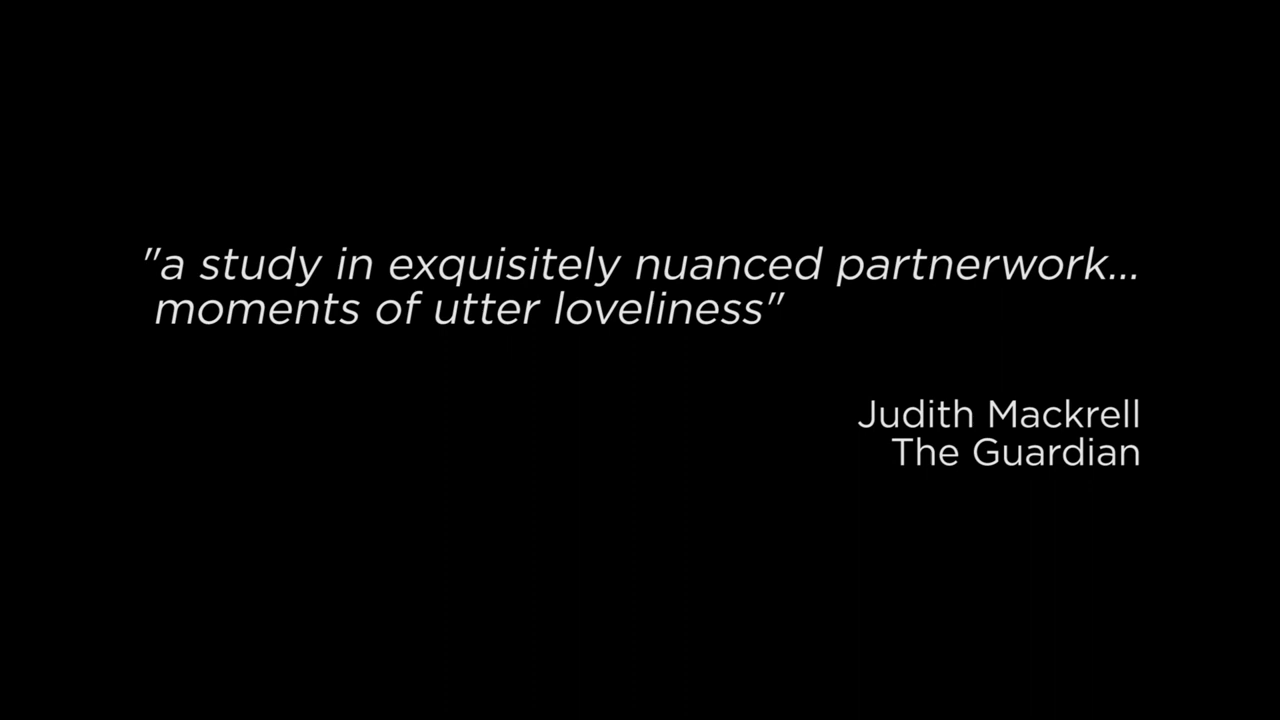 "a study in exquisitely nuanced partnerwork...
moments of utter loveliness"
Judith Mackrell
The Guardian